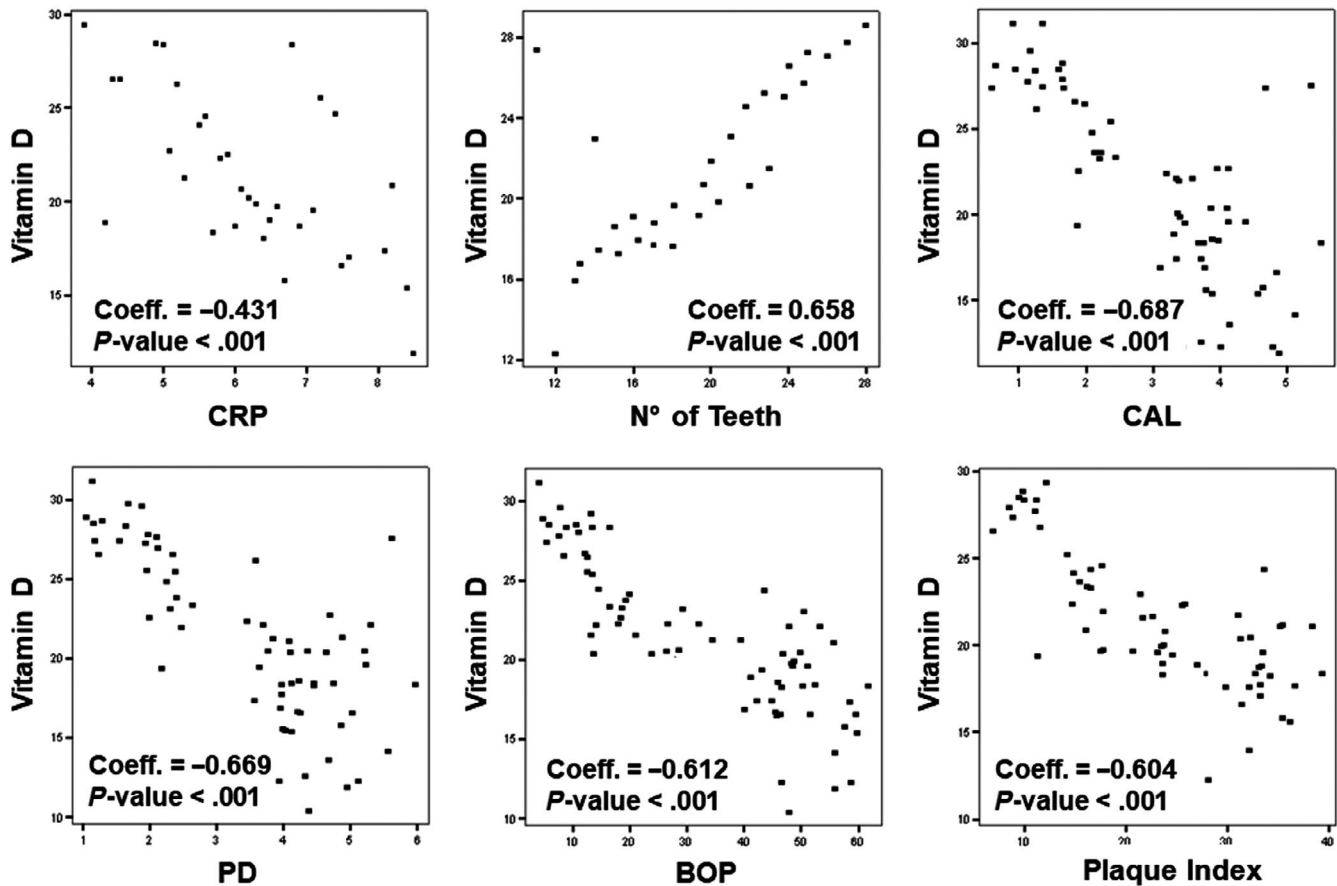 30
25
20
15
Vitamin D
Coeff. = –0.431
P-value < .001
4 5 6 7 8
CRP
28
24
20
16
12
Vitamin D
Coeff. = 0.658
P-value < .001
12 16 20 24 28
N° of Teeth
30
25
20
15
Vitamin D
Coeff. = –0.687
P-value < .001
1 2 3 4 5
CAL
30
25
20
15
10
Vitamin D
Coeff. = –0.669
P-value < .001
1 2 3 4 5 6
PD
30
25
20
15
10
Vitamin D
Coeff. = –0.612
P-value < .001
10 20 30 40 50 60
BOP
30
25
20
15
10
Vitamin D
Coeff. = –0.604
P-value < .001
10 20 30 40
Plaque Index